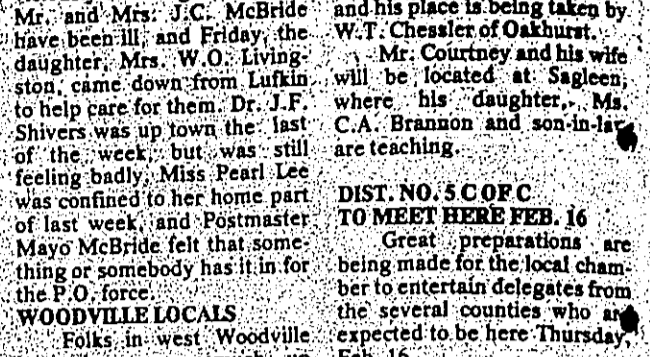 Mr. and Mrs. J.C. McBride
have been ill, and Friday, the
daughter, Mrs. W.O. Living-
ston, came down from Lufkin
to help care for them. Dr. J.F.
Shivers was up town the last
of the week, but was still
feeling badly, Miss Pearl Lee
was confined to her home part
of last week, and Postmaster
Mayo McBride felt that some-
thing or somebody has it in for
the P.O. force.
WOODVILLE LOCALS
Folks in west Woodville
and his place is being taken by
W.T. Chessler of Oakhurst.
Mr. Courtney and his wife
will be located at Sagleen,
where his daughter, Ms.
C.A. Brannon and son-in-law
are teaching.
DIST. NO. 5 C OF C
TO MEET HERE FEB. 16
Great preparations are
being made for the local cham-
ber to entertain delegates from
the several counties who are
expected to be here Thursday,
Feb. 16